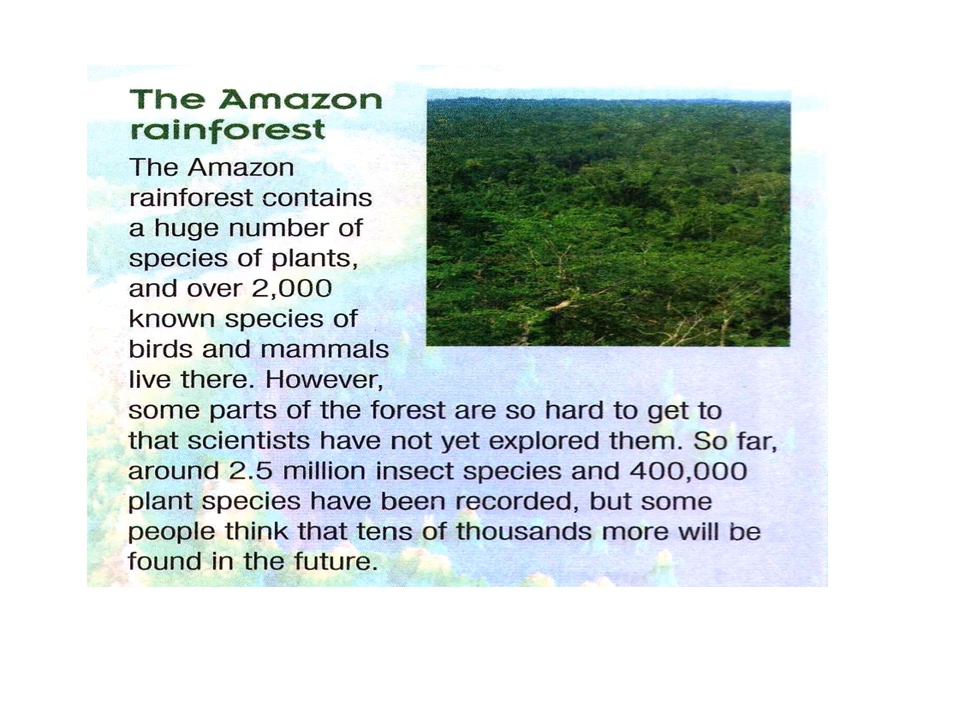 The Amazon
rainforest
The Amazon
rainforest contains
a huge number of
species of plants,
and over 2,000
known species of
birds and mammals
live there. However,
some parts of the forest are so hard to get to
that scientists have not yet explored them. So far,
around 2.5 million insect species and 400,000
plant species have been recorded, but some
people think that tens of thousands more will be
found in the future.